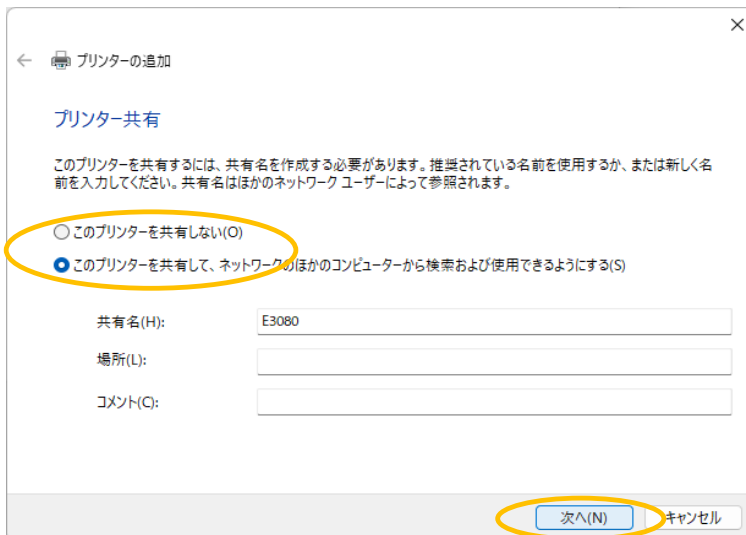 プリンターの追加
プリンター共有
このプリンターを共有するには、共有名を作成する必要があります。推奨されている名前を使用するか、または新しく名
前を入力してください。共有名はほかのネットワーク ユーザーによって参照されます。
このプリンターを共有しない(O)
このプリンターを共有して、ネットワークのほかのコンピューターから検索および使用できるようにする(S)
共有名(H): E3080
場所(L):
コメント(C):
次へ(N) キャンセル